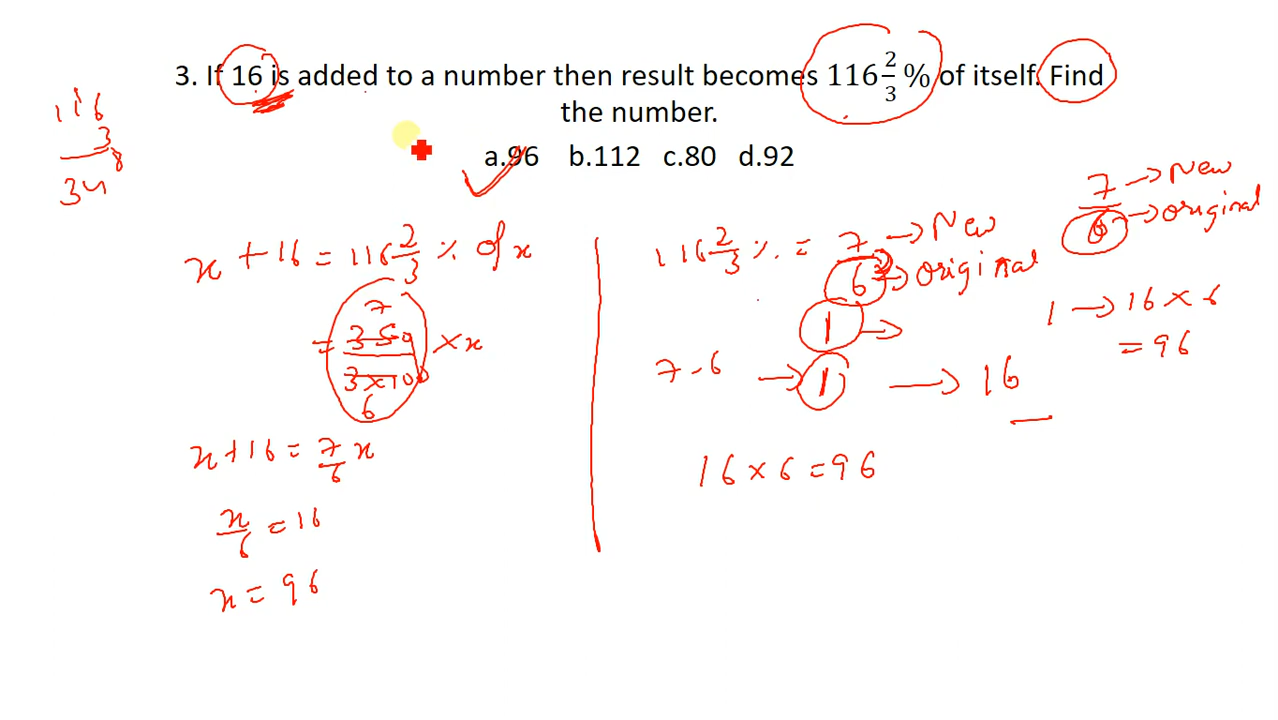 3. If 16 is added to a number then result becomes 116 2/3 % of itself. Find
the number.
a.96 b.112 c.80 d.92
116
3
348
x + 16 = 116 2/3 % of x
= 7 350 / 3 × 100 6 × x
x + 16 = 7/6 x
x/6 = 16
x = 96
116 2/3 % = 7 → New
6 → original
1 →
7 - 6 → 1 → 16
16 × 6 = 96
7 → New
6 → original
1 → 16 × 6
= 96